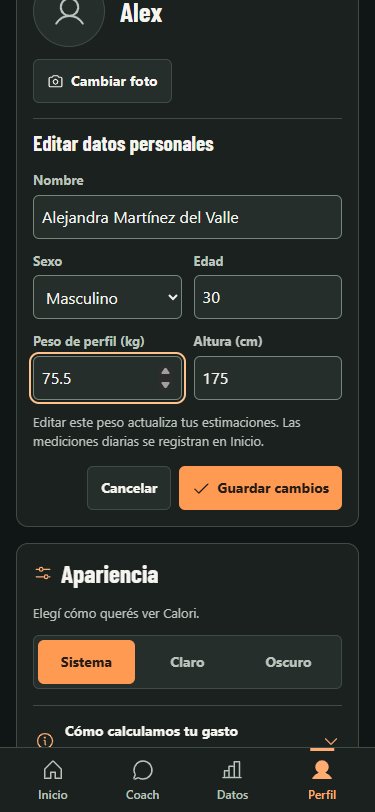 Alex
Cambiar foto
Editar datos personales
Nombre
Alejandra Martínez del Valle
Sexo
Edad
Masculino
30
Peso de perfil (kg)
Altura (cm)
75.5
175
Editar este peso actualiza tus estimaciones. Las
mediciones diarias se registran en Inicio.
Cancelar
Guardar cambios
Apariencia
Elegí cómo querés ver Calori.
Sistema
Claro
Oscuro
Cómo calculamos tu gasto
Inicio
Coach
Datos
Perfil